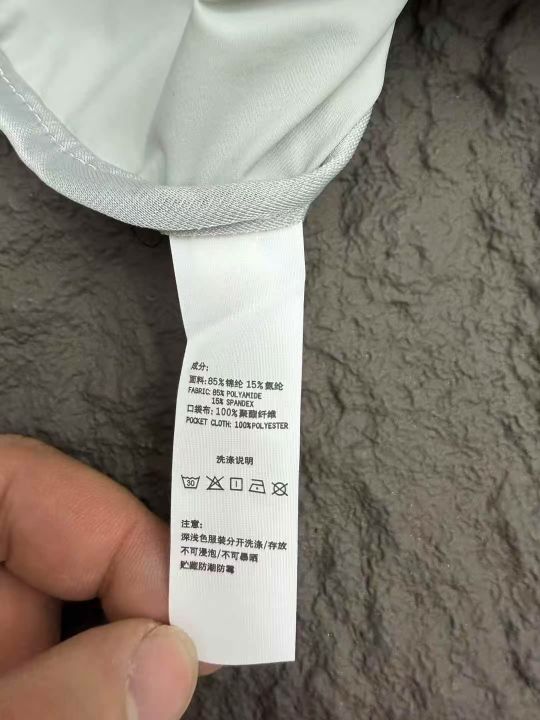 成分:
面料:85%锦纶 15%氨纶
FABRIC: 85% POLYAMIDE
15% SPANDEX
口袋布:100%聚酯纤维
POCKET CLOTH: 100%POLYESTER
洗涤说明
30
注意:
深浅色服装分开洗涤/存放
不可浸泡/不可暴晒
贮藏防潮防霉